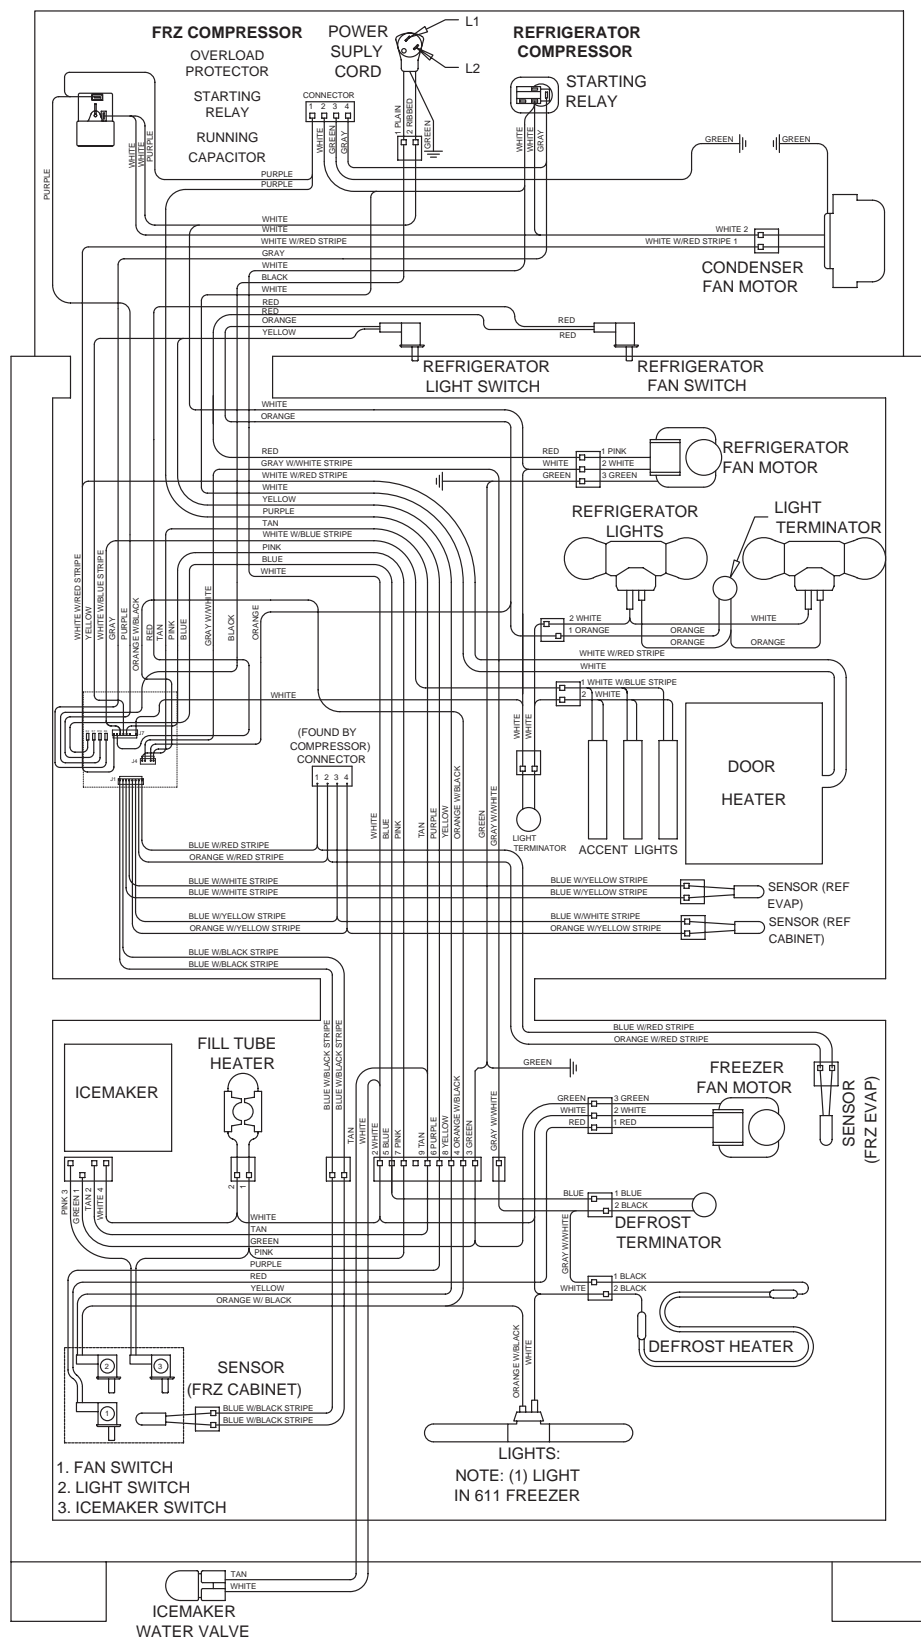 FRZ COMPRESSOR
OVERLOAD
PROTECTOR
STARTING
RELAY
RUNNING
CAPACITOR
POWER
SUPLY
CORD
L1
L2
REFRIGERATOR
COMPRESSOR
STARTING
RELAY
CONNECTOR
1 2 3 4
WHITE
GREEN
GRAY
1 PLAIN
2 RIBBED
GREEN
WHITE
WHITE
GRAY
WHITE
WHITE
PURPLE
PURPLE
PURPLE
PURPLE
GREEN
GREEN
WHITE
WHITE
WHITE W/RED STRIPE
GRAY
WHITE
BLACK
WHITE
RED
RED
ORANGE
YELLOW
WHITE 2
WHITE W/RED STRIPE 1
CONDENSER
FAN MOTOR
RED
RED
REFRIGERATOR
LIGHT SWITCH
REFRIGERATOR
FAN SWITCH
WHITE
ORANGE
RED
GRAY W/WHITE STRIPE
WHITE W/RED STRIPE
WHITE
YELLOW
PURPLE
TAN
WHITE W/BLUE STRIPE
PINK
BLUE
WHITE
RED
WHITE
GREEN
1 PINK
2 WHITE
3 GREEN
REFRIGERATOR
FAN MOTOR
REFRIGERATOR
LIGHTS
LIGHT
TERMINATOR
WHITE W/RED STRIPE
YELLOW
WHITE W/BLUE STRIPE
GRAY
PURPLE
ORANGE W/BLACK
RED
TAN
PINK
BLUE
GRAY W/WHITE
BLACK
ORANGE
2 WHITE
1 ORANGE
WHITE
ORANGE
ORANGE
ORANGE
WHITE W/RED STRIPE
WHITE
1 WHITE W/BLUE STRIPE
2 WHITE
WHITE
J7
J4
J1
(FOUND BY
COMPRESSOR)
CONNECTOR
1 2 3 4
WHITE
WHITE
LIGHT
TERMINATOR
ACCENT LIGHTS
DOOR
HEATER
WHITE
BLUE
PINK
TAN
PURPLE
YELLOW
ORANGE W/BLACK
GREEN
GRAY W/WHITE
BLUE W/RED STRIPE
ORANGE W/RED STRIPE
BLUE W/WHITE STRIPE
BLUE W/WHITE STRIPE
BLUE W/YELLOW STRIPE
ORANGE W/YELLOW STRIPE
BLUE W/BLACK STRIPE
BLUE W/BLACK STRIPE
BLUE W/YELLOW STRIPE
BLUE W/YELLOW STRIPE
SENSOR (REF
EVAP)
BLUE W/WHITE STRIPE
ORANGE W/YELLOW STRIPE
SENSOR (REF
CABINET)
BLUE W/RED STRIPE
ORANGE W/RED STRIPE
ICEMAKER
FILL TUBE
HEATER
BLUE W/BLACK STRIPE
BLUE W/BLACK STRIPE
TAN
WHITE
2 WHITE
5 BLUE
7 PINK
9 TAN
6 PURPLE
8 YELLOW
4 ORANGE W/BLACK
3 GREEN
GRAY W/WHITE
GREEN
FREEZER
FAN MOTOR
GREEN
WHITE
RED
3 GREEN
2 WHITE
1 RED
SENSOR
(FRZ EVAP)
PINK 3
GREEN 1
TAN 2
WHITE 4
2
1
WHITE
TAN
GREEN
PINK
PURPLE
RED
YELLOW
ORANGE W/ BLACK
BLUE
1 BLUE
2 BLACK
DEFROST
TERMINATOR
GRAY W/WHITE
WHITE
1 BLACK
2 BLACK
DEFROST HEATER
ORANGE W/BLACK
WHITE
2
3
1
SENSOR
(FRZ CABINET)
BLUE W/BLACK STRIPE
BLUE W/BLACK STRIPE
1. FAN SWITCH
2. LIGHT SWITCH
3. ICEMAKER SWITCH
LIGHTS:
NOTE: (1) LIGHT
IN 611 FREEZER
TAN
WHITE
ICEMAKER
WATER VALVE